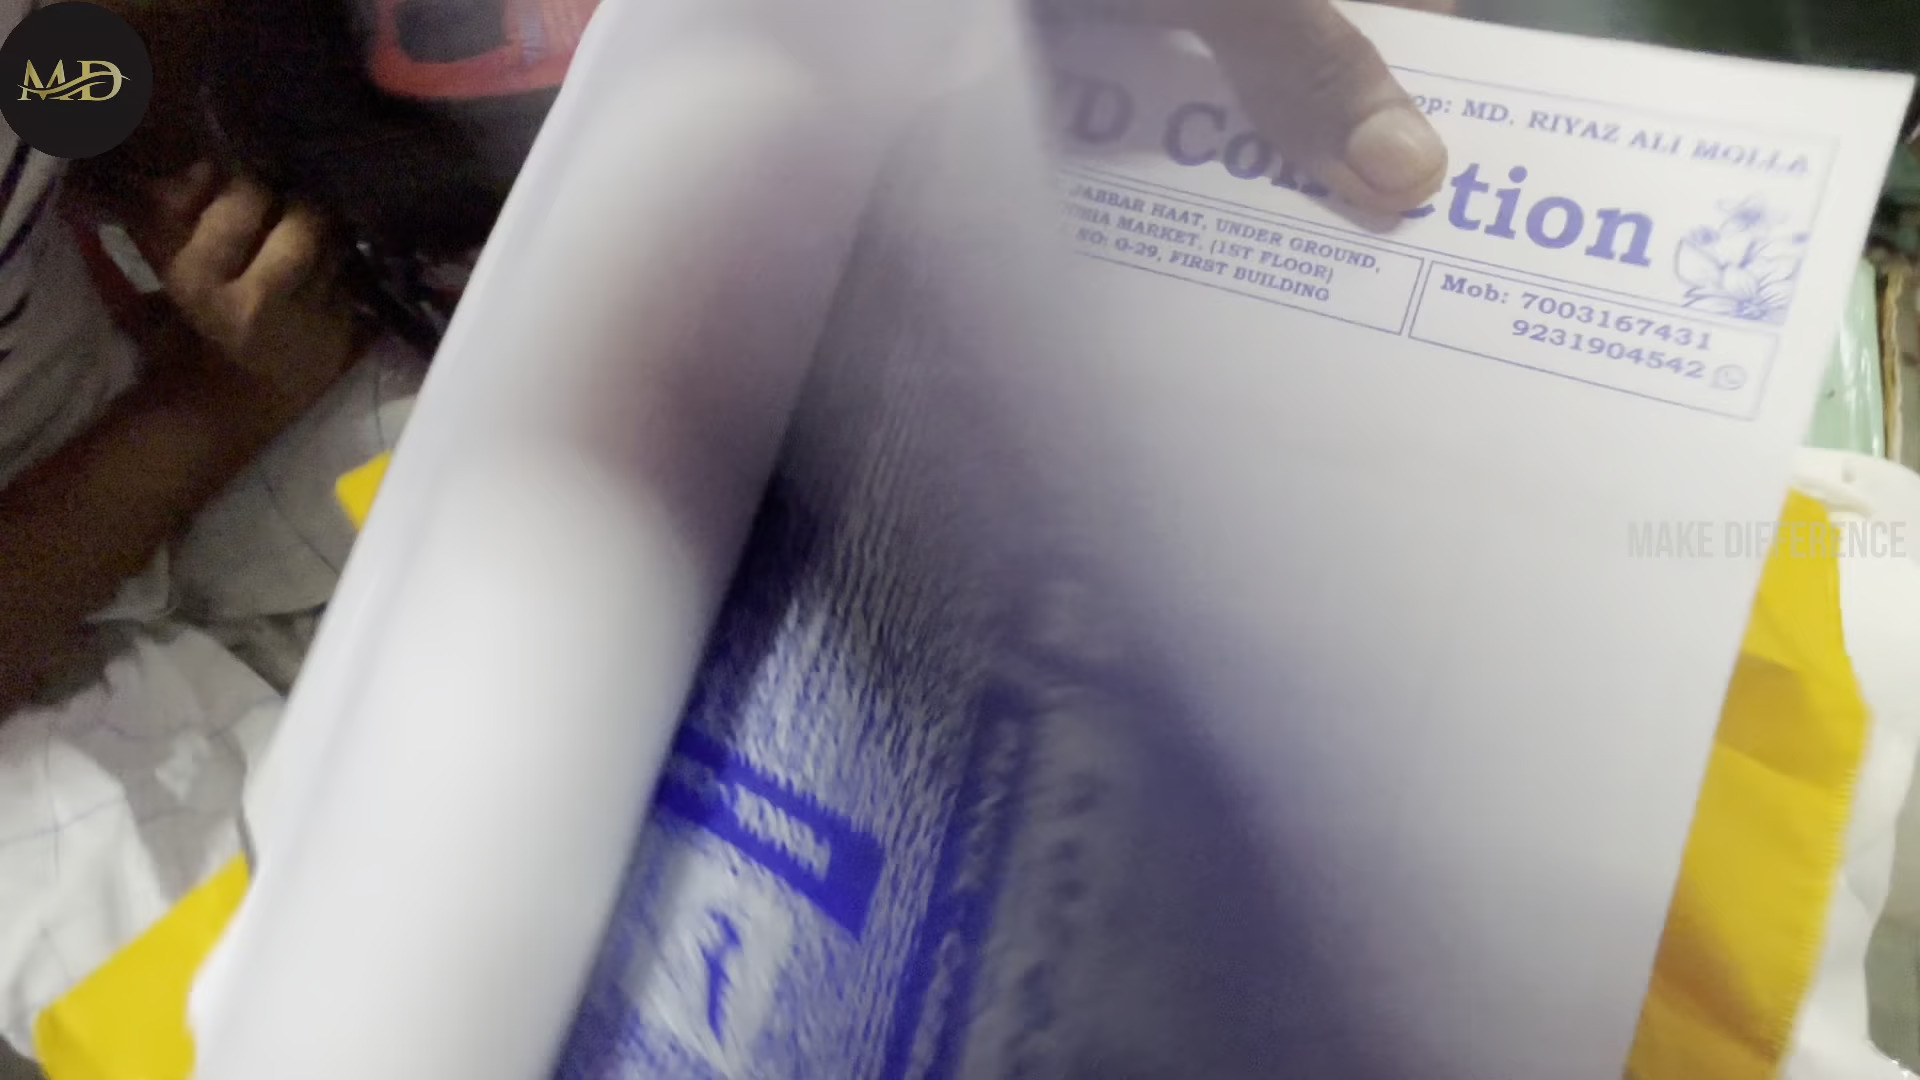 MD
op: MD. RIYAZ ALI MOLLA
D Co ction
JABBAR HAAT, UNDER GROUND,
MARKET, (1ST FLOOR)
NO: G-29, FIRST BUILDING
Mob: 7003167431
9231904542
MAKE DIFFERENCE